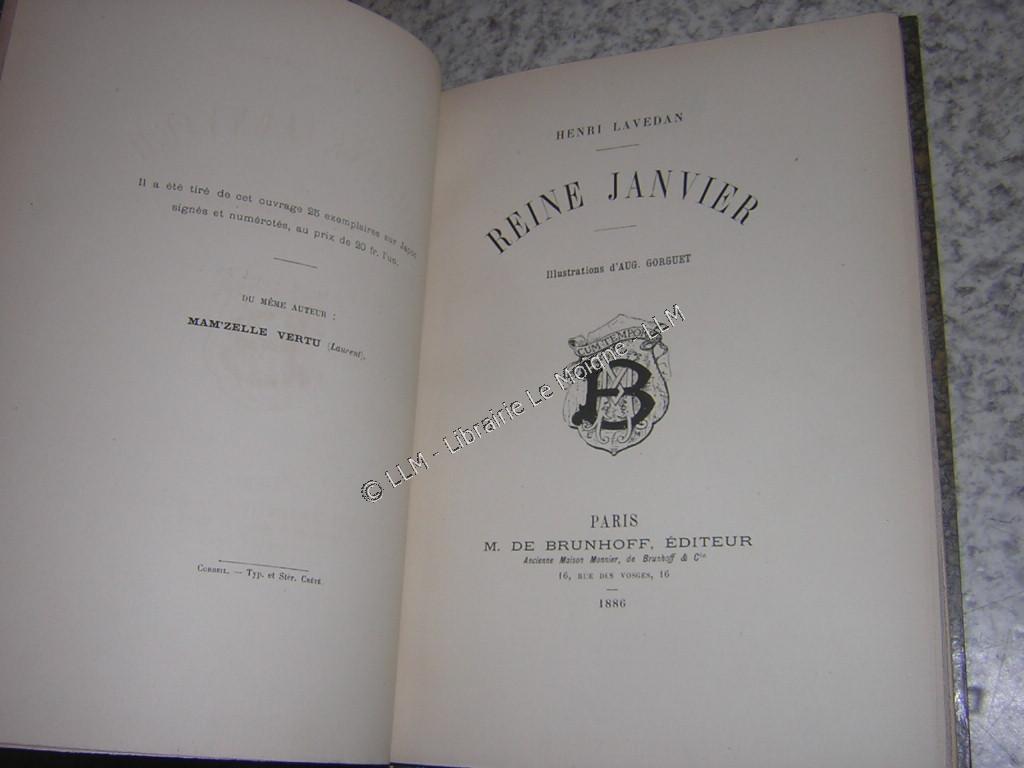 Il a été tiré de cet ouvrage 25 exemplaires sur Japon
signés et numérotés, au prix de 20 fr. l'un.
DU MÊME AUTEUR :
MAM'ZELLE VERTU (Laurent).
CORBEIL. — Typ. et Stér. CRÉTÉ.
HENRI LAVEDAN
REINE JANVIER
Illustrations d'AUG. GORGUET
CUM TEMPORE
B
PARIS
M. DE BRUNHOFF, ÉDITEUR
Ancienne Maison Monnier, de Brunhoff & Cie
16, RUE DES VOSGES, 16
1886
© LLM - Librairie Le Moigne - LLM